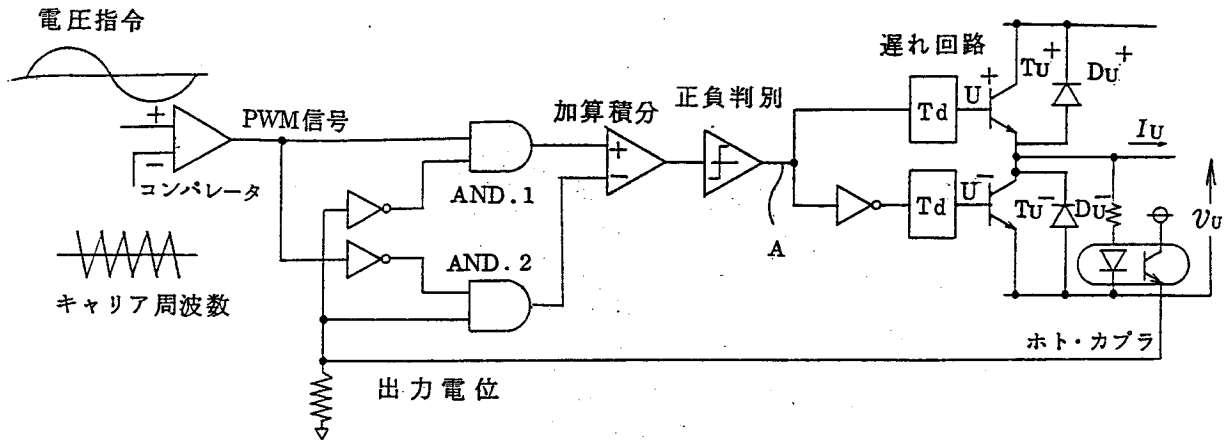 電圧指令
遅れ回路
TU+
DU+
正負判別
加算積分
PWM信号
Td
U+
IU
+
−
+
−
コンパレータ
AND.1
Td
U−
TU−
DU−
vU
A
AND.2
キャリア周波数
ホト・カプラ
出力電位